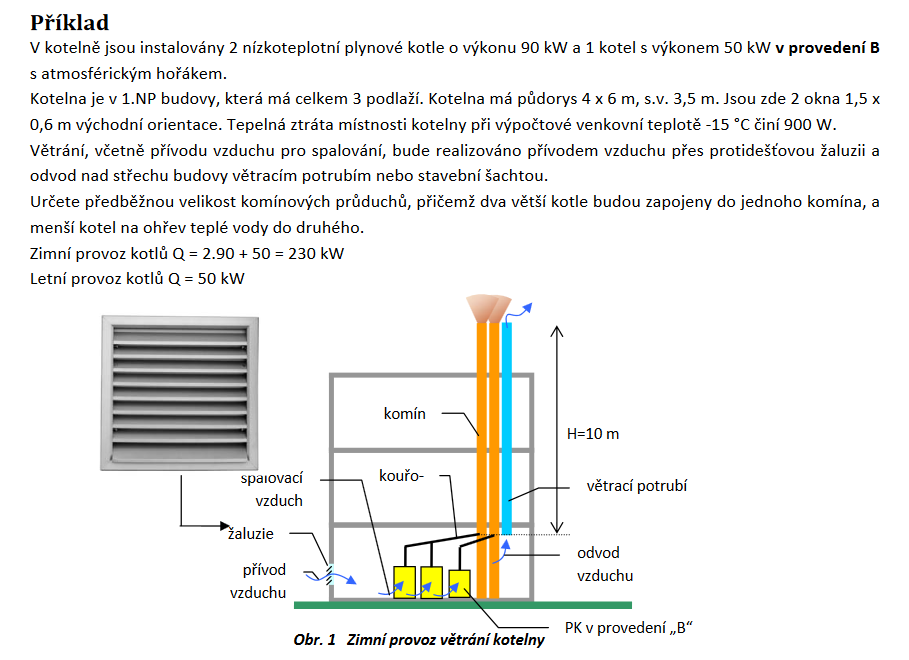 Příklad
V kotelně jsou instalovány 2 nízkoteplotní plynové kotle o výkonu 90 kW a 1 kotel s výkonem 50 kW v provedení B
s atmosférickým hořákem.
Kotelna je v 1.NP budovy, která má celkem 3 podlaží. Kotelna má půdorys 4 x 6 m, s.v. 3,5 m. Jsou zde 2 okna 1,5 x
0,6 m východní orientace. Tepelná ztráta místnosti kotelny při výpočtové venkovní teplotě -15 °C činí 900 W.
Větrání, včetně přívodu vzduchu pro spalování, bude realizováno přívodem vzduchu přes protidešťovou žaluzii a
odvod nad střechu budovy větracím potrubím nebo stavební šachtou.
Určete předběžnou velikost komínových průduchů, přičemž dva větší kotle budou zapojeny do jednoho komína, a
menší kotel na ohřev teplé vody do druhého.
Zimní provoz kotlů Q = 2.90 + 50 = 230 kW
Letní provoz kotlů Q = 50 kW
komín
H=10 m
spalovací
vzduch
kouřo-
větrací potrubí
žaluzie
přívod
vzduchu
odvod
vzduchu
PK v provedení „B“
Obr. 1 Zimní provoz větrání kotelny